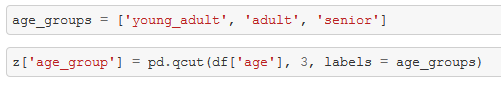 age_groups = ['young_adult', 'adult', 'senior']
z['age_group'] = pd.qcut(df['age'], 3, labels = age_groups)